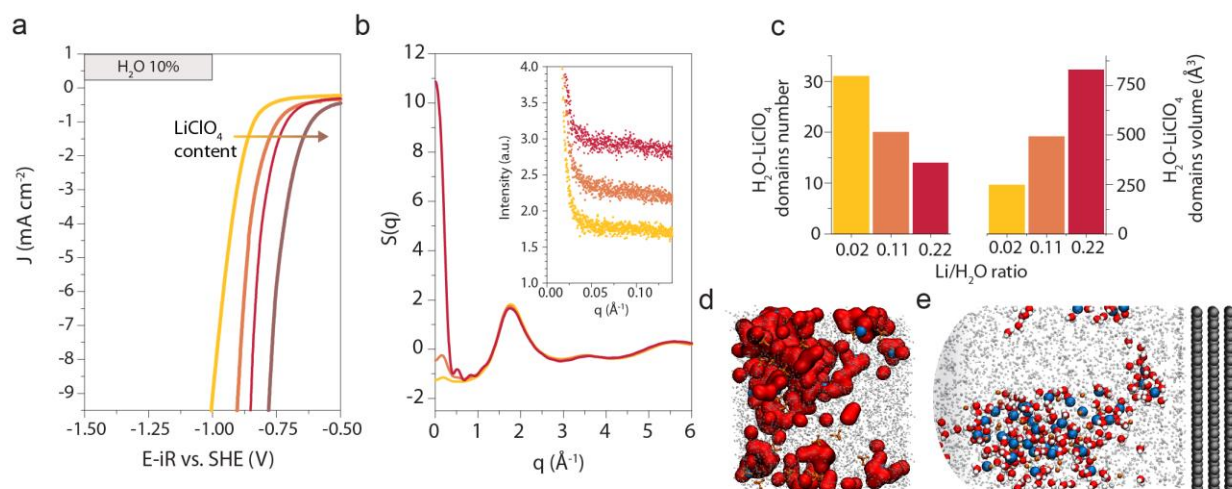 a
1
0
-1
-2
-3
-4
-5
-6
-7
-8
-9
J (mA cm⁻²)
H₂O 10%
LiClO₄
content
-1.50
-1.25
-1.00
-0.75
-0.50
E-iR vs. SHE (V)
b
12
10
8
6
4
2
0
-2
S(q)
0
1
2
3
4
5
6
q (Å⁻¹)
4.0
3.5
3.0
2.5
2.0
1.5
Intensity (a.u.)
0.00
0.05
0.10
q (Å⁻¹)
c
H₂O-LiClO₄
domains number
30
20
10
0
0.02
0.11
0.22
0.02
0.11
0.22
Li/H₂O ratio
750
500
250
0
H₂O-LiClO₄
domains volume (Å³)
d
e